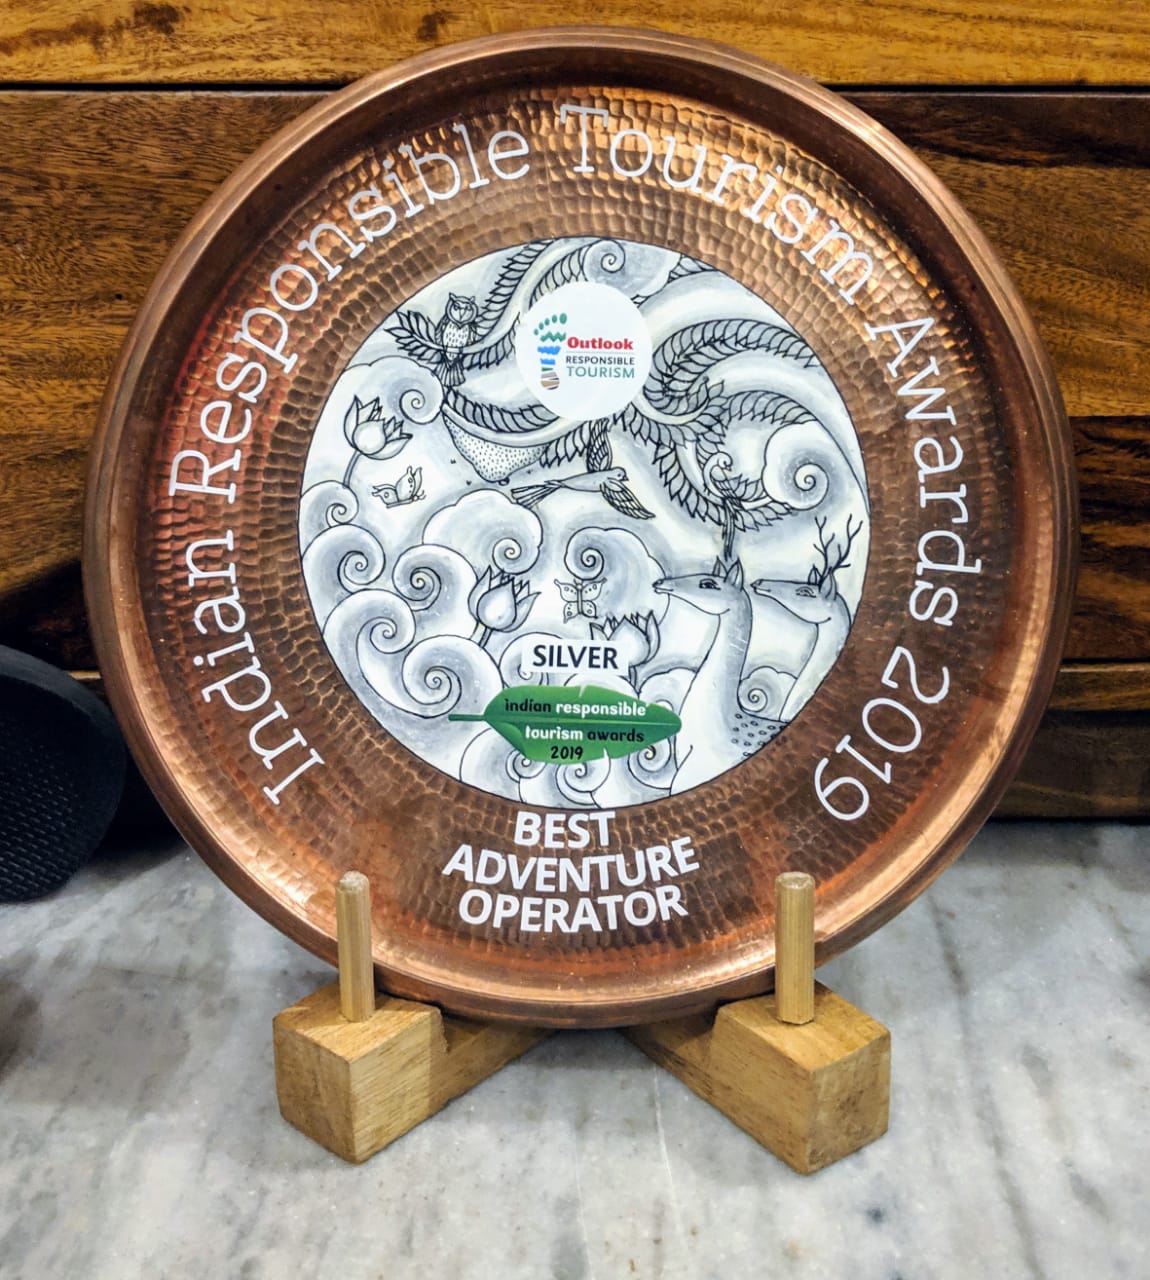 Indian Responsible Tourism Awards 2019
Outlook
RESPONSIBLE
TOURISM
SILVER
indian responsible
tourism awards
2019
BEST
ADVENTURE
OPERATOR